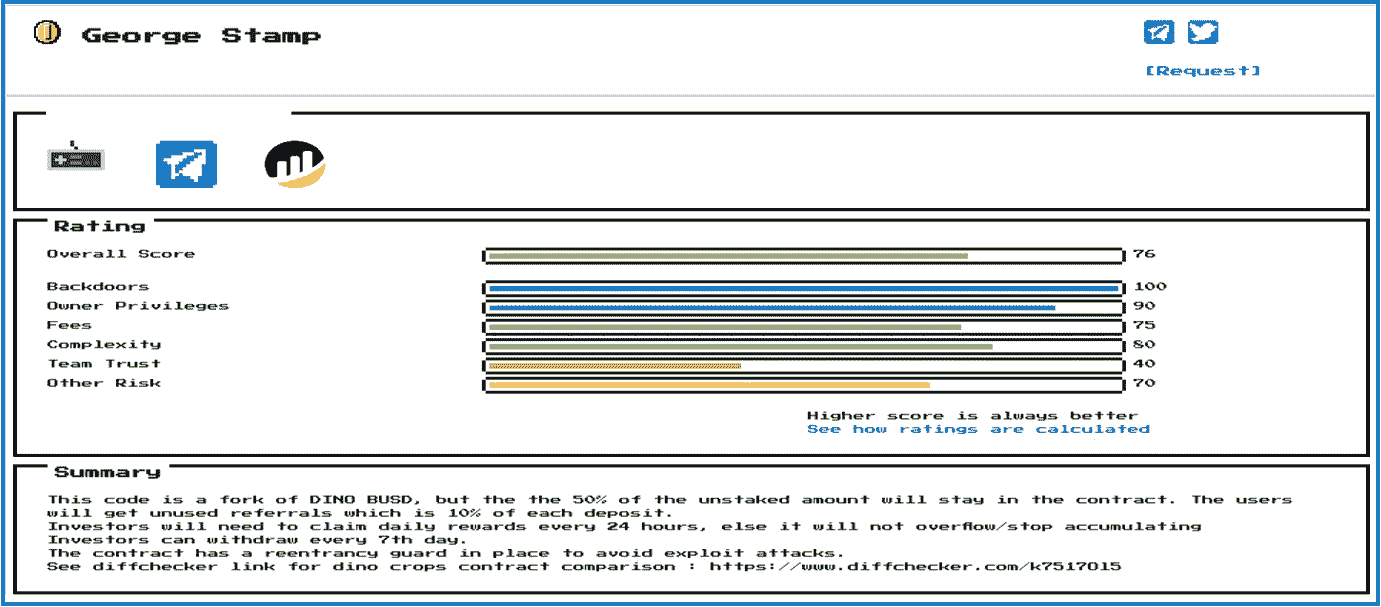 George Stamp
[Request]
Rating
Overall Score 76
Backdoors 100
Owner Privileges 90
Fees 75
Complexity 80
Team Trust 40
Other Risk 70
Higher score is always better
See how ratings are calculated
Summary
This code is a fork of DINO BUSD, but the the 50% of the unstaked amount will stay in the contract. The users
will get unused referrals which is 10% of each deposit.
Investors will need to claim daily rewards every 24 hours, else it will not overflow/stop accumulating
Investors can withdraw every 7th day.
The contract has a reentrancy guard in place to avoid exploit attacks.
See diffchecker link for dino crops contract comparison : https://www.diffchecker.com/k7517O15